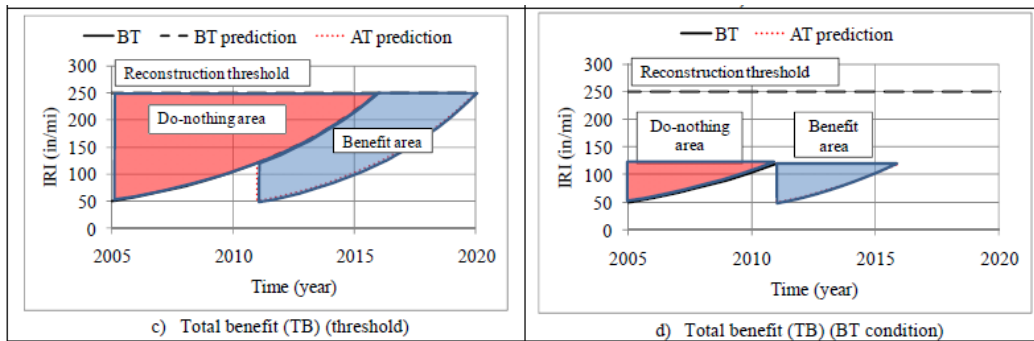 BT
BT prediction
AT prediction
300
250
200
150
100
50
0
IRI (in/mi)
Reconstruction threshold
Do-nothing area
Benefit area
2005
2010
2015
2020
Time (year)
c) Total benefit (TB) (threshold)
BT
AT prediction
300
250
200
150
100
50
0
IRI (in/mi)
Reconstruction threshold
Do-nothing
area
Benefit
area
2005
2010
2015
2020
Time (year)
d) Total benefit (TB) (BT condition)